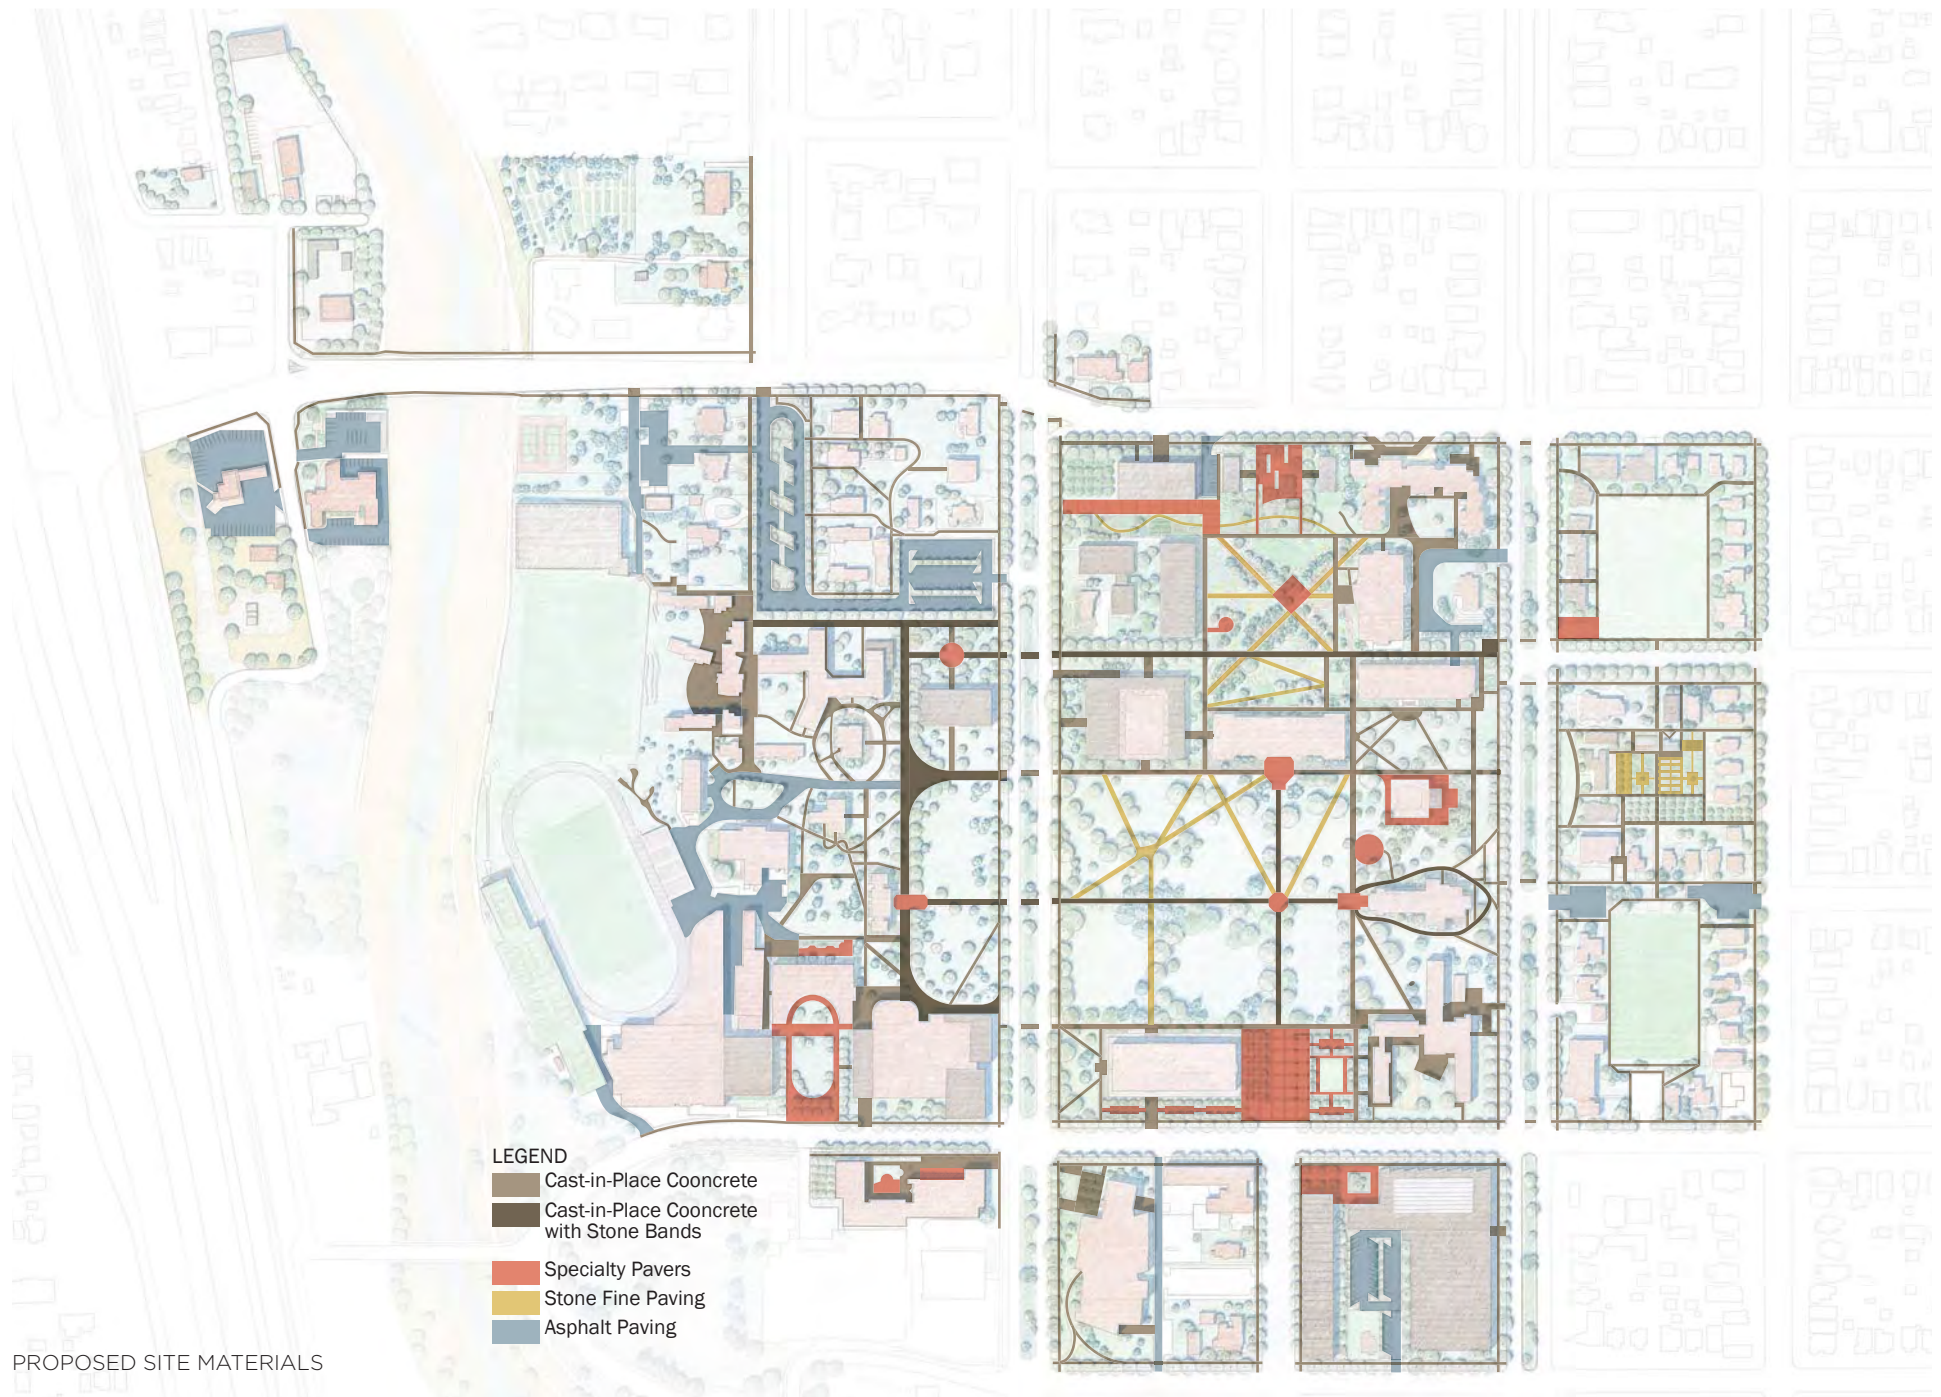 LEGEND
Cast-in-Place Cooncrete
Cast-in-Place Cooncrete
with Stone Bands
Specialty Pavers
Stone Fine Paving
Asphalt Paving
PROPOSED SITE MATERIALS